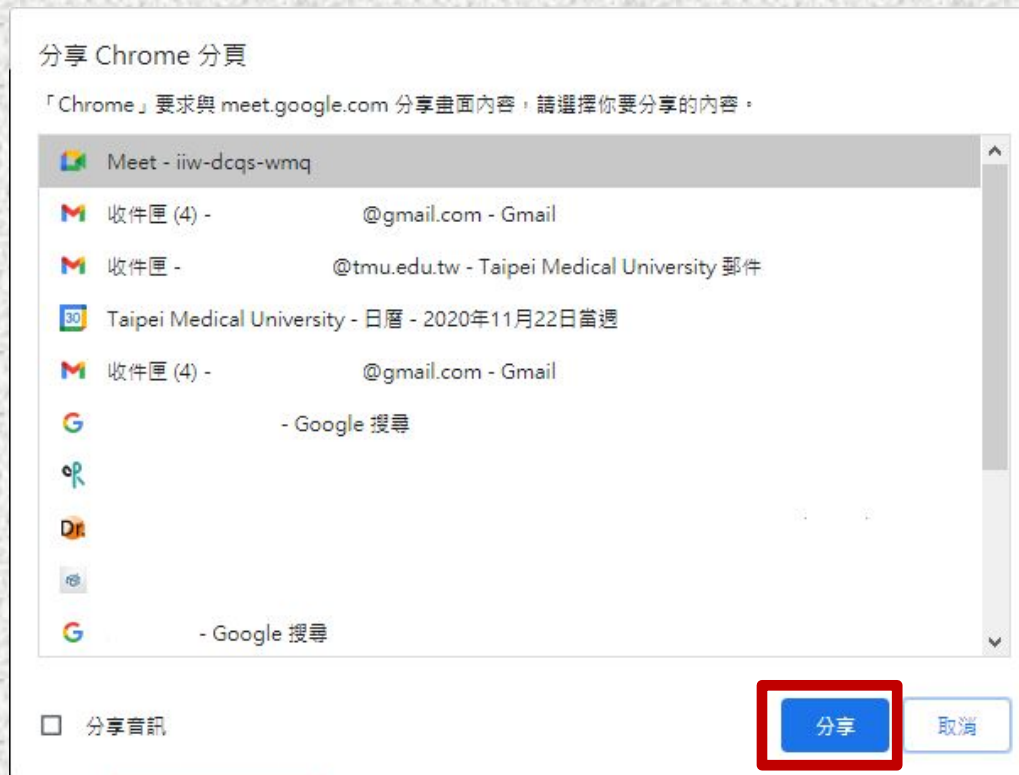 分享 Chrome 分頁
「Chrome」要求與 meet.google.com 分享畫面內容，請選擇你要分享的內容。
Meet - iiw-dcqs-wmq
收件匣 (4) - @gmail.com - Gmail
收件匣 - @tmu.edu.tw - Taipei Medical University 郵件
30 Taipei Medical University - 日曆 - 2020年11月22日當週
收件匣 (4) - @gmail.com - Gmail
- Google 搜尋
Dr.
- Google 搜尋
分享音訊
分享 取消